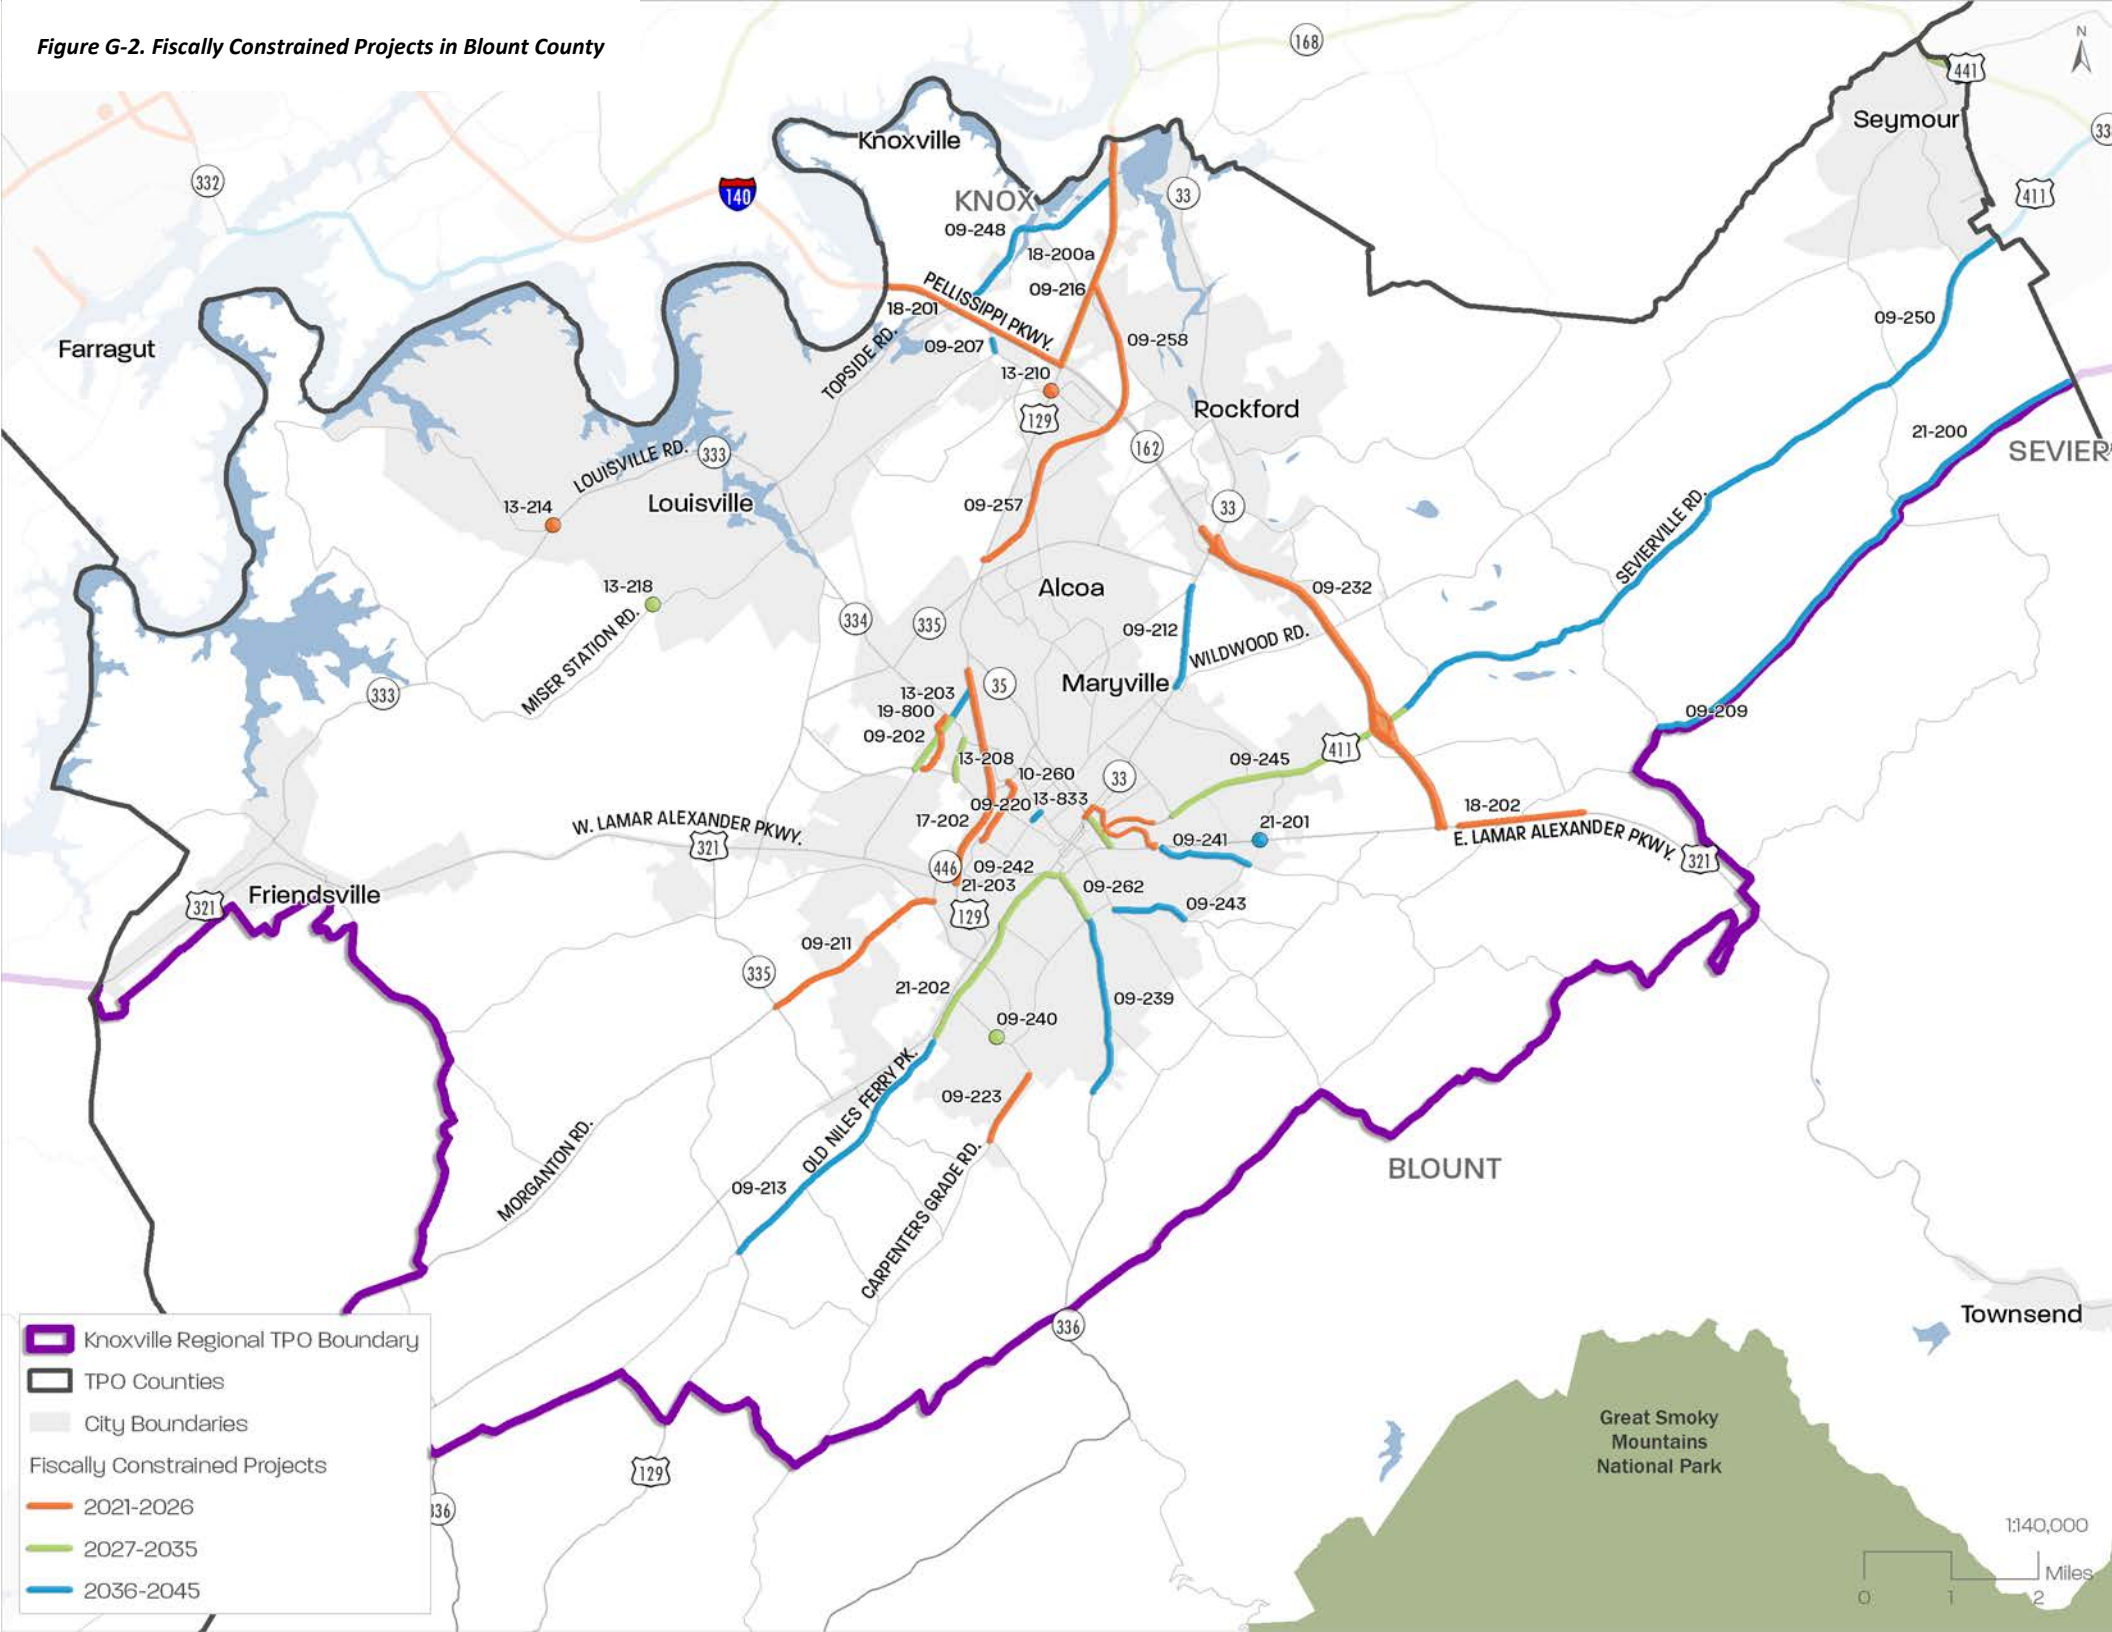 Figure G-2. Fiscally Constrained Projects in Blount County
N
168
441
Seymour
33
Knoxville
332
140
33
411
KNOX
09-248
18-200a
09-216
PELLISSIPPI PKWY.
18-201
09-250
TOPSIDE RD.
09-207
09-258
Farragut
13-210
129
Rockford
21-200
SEVIER
162
LOUISVILLE RD.
333
Louisville
13-214
09-257
33
SEVIERVILLE RD.
13-218
Alcoa
09-232
334
335
09-212
WILDWOOD RD.
MISER STATION RD.
333
13-203
35
Maryville
19-800
09-202
09-209
13-208
411
09-245
10-260
33
09-220
13-833
17-202
18-202
W. LAMAR ALEXANDER PKWY.
321
21-201
09-241
E. LAMAR ALEXANDER PKWY.
321
446
09-242
21-203
09-262
Friendsville
321
129
09-243
09-211
335
21-202
09-239
09-240
09-223
OLD NILES FERRY PK.
MORGANTON RD.
09-213
CARPENTERS GRADE RD.
BLOUNT
336
Townsend
Knoxville Regional TPO Boundary
TPO Counties
City Boundaries
Fiscally Constrained Projects
2021-2026
2027-2035
2036-2045
129
336
Great Smoky
Mountains
National Park
1:140,000
Miles
0 1 2